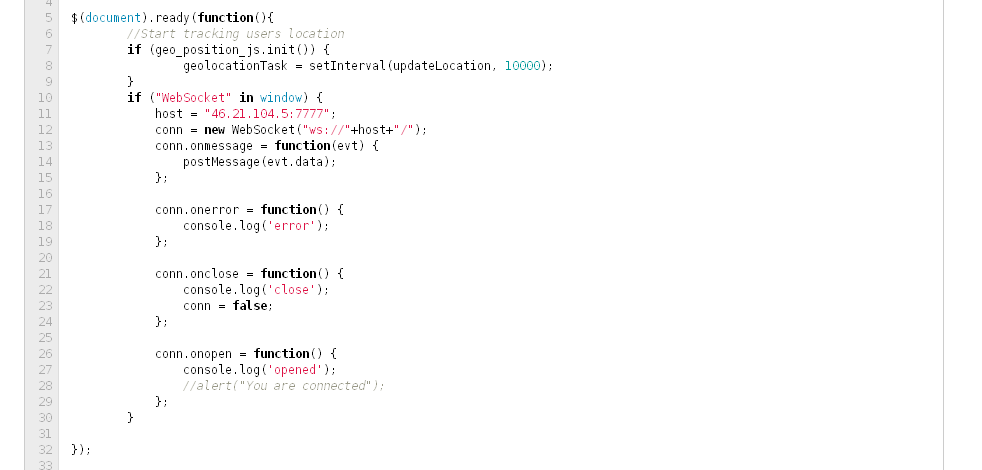 4
5 $(document).ready(function(){
6 //Start tracking users location
7 if (geo_position_js.init()) {
8 geolocationTask = setInterval(updateLocation, 10000);
9 }
10 if ("WebSocket" in window) {
11 host = "46.21.104.5:7777";
12 conn = new WebSocket("ws://"+host+"/");
13 conn.onmessage = function(evt) {
14 postMessage(evt.data);
15 };
16
17 conn.onerror = function() {
18 console.log('error');
19 };
20
21 conn.onclose = function() {
22 console.log('close');
23 conn = false;
24 };
25
26 conn.onopen = function() {
27 console.log('opened');
28 //alert("You are connected");
29 };
30 }
31
32 });
33